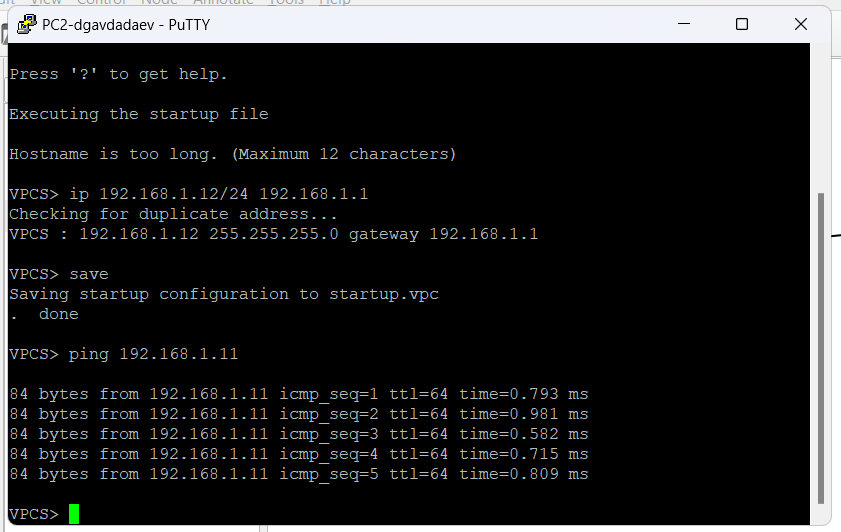 View Control Node Annotate Tools Help
PC2-dgavdadaev - PuTTY
Press '?' to get help.
Executing the startup file
Hostname is too long. (Maximum 12 characters)
VPCS> ip 192.168.1.12/24 192.168.1.1
Checking for duplicate address...
VPCS : 192.168.1.12 255.255.255.0 gateway 192.168.1.1
VPCS> save
Saving startup configuration to startup.vpc
.  done
VPCS> ping 192.168.1.11
84 bytes from 192.168.1.11 icmp_seq=1 ttl=64 time=0.793 ms
84 bytes from 192.168.1.11 icmp_seq=2 ttl=64 time=0.981 ms
84 bytes from 192.168.1.11 icmp_seq=3 ttl=64 time=0.582 ms
84 bytes from 192.168.1.11 icmp_seq=4 ttl=64 time=0.715 ms
84 bytes from 192.168.1.11 icmp_seq=5 ttl=64 time=0.809 ms
VPCS>